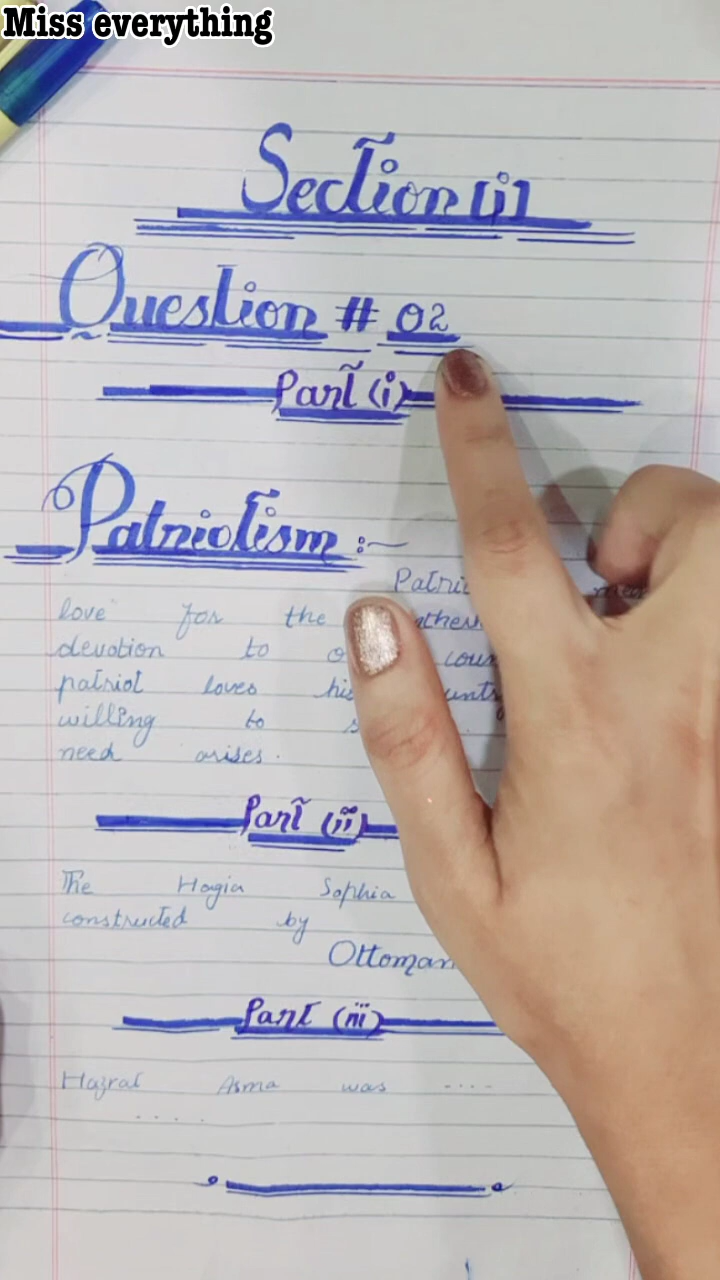 Miss everything
Section (i)
Question # 02
Part (i)
Patriotism :-
love for the
devotion to
patriot loves his
willing to
need arises.
Part (ii)
The Hagia Sophia
constructed by
Ottoman
Part (iii)
Hazrat Asma was ....
.....